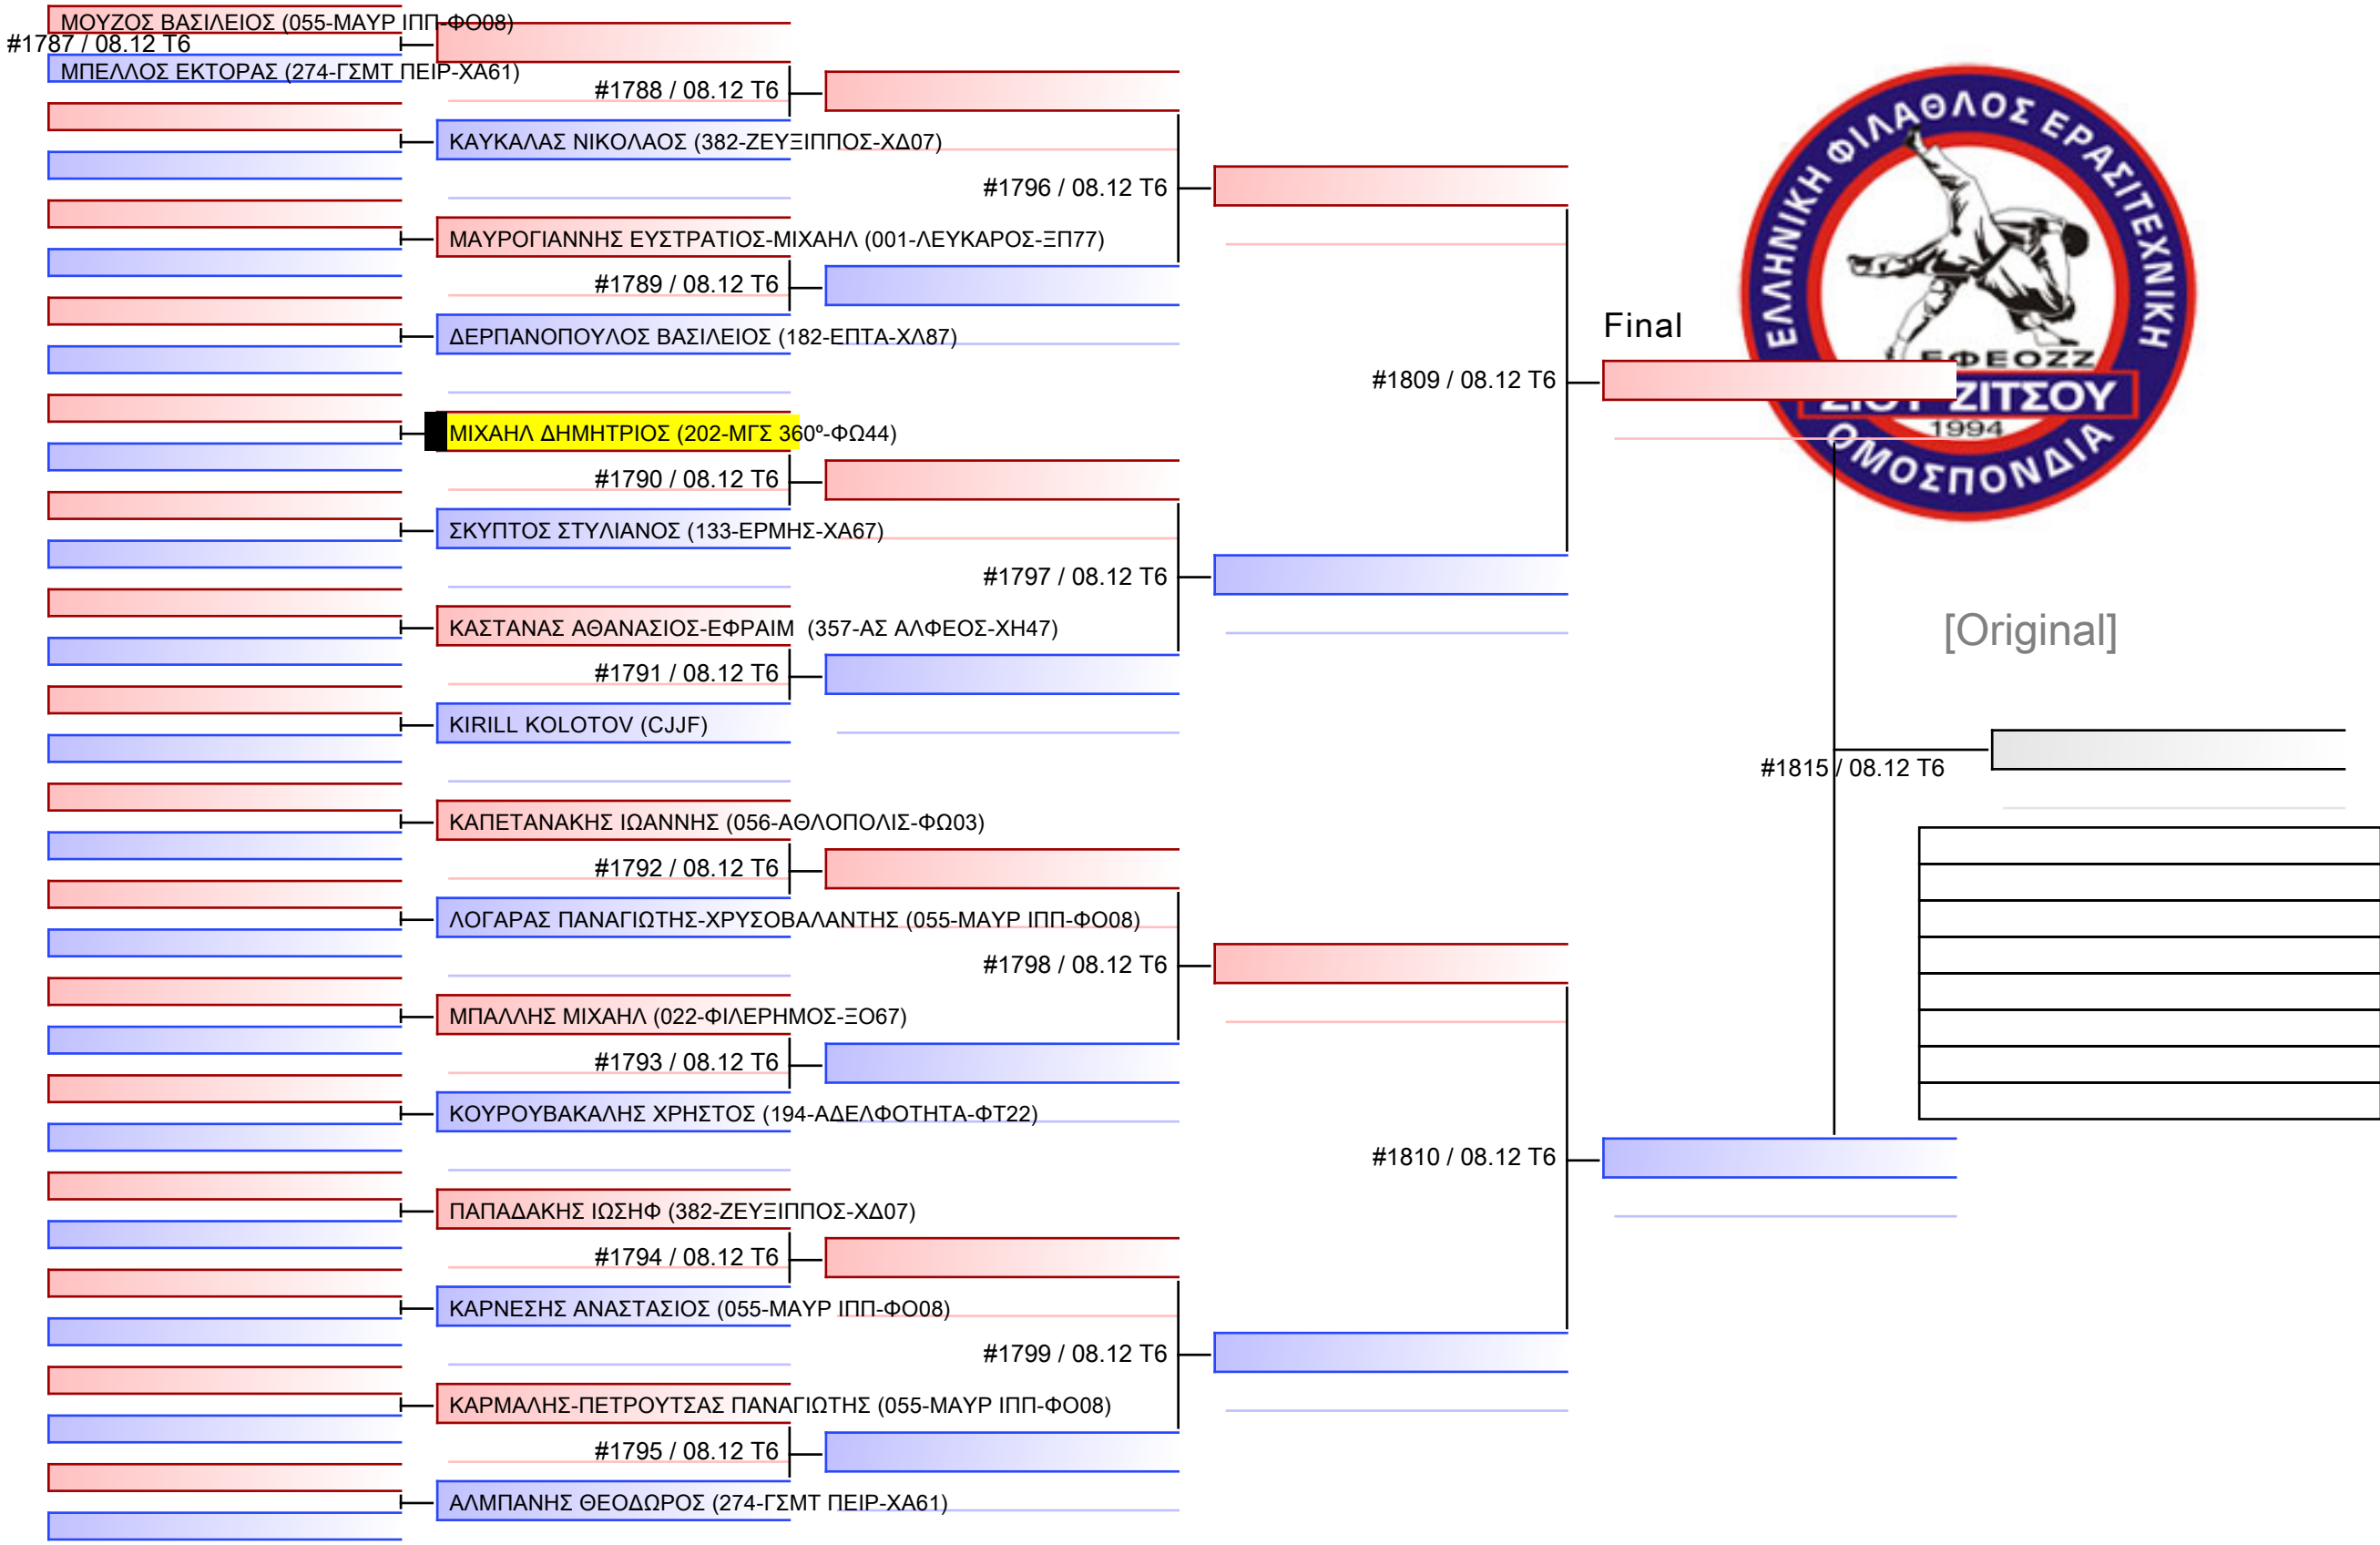 ΜΟΥΖΟΣ ΒΑΣΙΛΕΙΟΣ (055-ΜΑΥΡ ΙΠΠ-ΦΟ08)
#1787 / 08.12 T6
ΜΠΕΛΛΟΣ ΕΚΤΟΡΑΣ (274-ΓΣΜΤ ΠΕΙΡ-ΧΑ61)
#1788 / 08.12 T6
ΚΑΥΚΑΛΑΣ ΝΙΚΟΛΑΟΣ (382-ΖΕΥΞΙΠΠΟΣ-ΧΔ07)
#1796 / 08.12 T6
ΜΑΥΡΟΓΙΑΝΝΗΣ ΕΥΣΤΡΑΤΙΟΣ-ΜΙΧΑΗΛ (001-ΛΕΥΚΑΡΟΣ-ΞΠ77)
#1789 / 08.12 T6
ΔΕΡΠΑΝΟΠΟΥΛΟΣ ΒΑΣΙΛΕΙΟΣ (182-ΕΠΤΑ-ΧΛ87)
#1809 / 08.12 T6
ΜΙΧΑΗΛ ΔΗΜΗΤΡΙΟΣ (202-ΜΓΣ 360º-ΦΩ44)
#1790 / 08.12 T6
ΣΚΥΠΤΟΣ ΣΤΥΛΙΑΝΟΣ (133-ΕΡΜΗΣ-ΧΑ67)
#1797 / 08.12 T6
ΚΑΣΤΑΝΑΣ ΑΘΑΝΑΣΙΟΣ-ΕΦΡΑΙΜ (357-ΑΣ ΑΛΦΕΟΣ-ΧΗ47)
#1791 / 08.12 T6
KIRILL KOLOTOV (CJJF)
ΚΑΠΕΤΑΝΑΚΗΣ ΙΩΑΝΝΗΣ (056-ΑΘΛΟΠΟΛΙΣ-ΦΩ03)
#1792 / 08.12 T6
ΛΟΓΑΡΑΣ ΠΑΝΑΓΙΩΤΗΣ-ΧΡΥΣΟΒΑΛΑΝΤΗΣ (055-ΜΑΥΡ ΙΠΠ-ΦΟ08)
#1798 / 08.12 T6
ΜΠΑΛΛΗΣ ΜΙΧΑΗΛ (022-ΦΙΛΕΡΗΜΟΣ-ΞΟ67)
#1793 / 08.12 T6
ΚΟΥΡΟΥΒΑΚΑΛΗΣ ΧΡΗΣΤΟΣ (194-ΑΔΕΛΦΟΤΗΤΑ-ΦΤ22)
#1810 / 08.12 T6
ΠΑΠΑΔΑΚΗΣ ΙΩΣΗΦ (382-ΖΕΥΞΙΠΠΟΣ-ΧΔ07)
#1794 / 08.12 T6
ΚΑΡΝΕΣΗΣ ΑΝΑΣΤΑΣΙΟΣ (055-ΜΑΥΡ ΙΠΠ-ΦΟ08)
#1799 / 08.12 T6
ΚΑΡΜΑΛΗΣ-ΠΕΤΡΟΥΤΣΑΣ ΠΑΝΑΓΙΩΤΗΣ (055-ΜΑΥΡ ΙΠΠ-ΦΟ08)
#1795 / 08.12 T6
ΑΛΜΠΑΝΗΣ ΘΕΟΔΩΡΟΣ (274-ΓΣΜΤ ΠΕΙΡ-ΧΑ61)
Final
ΕΛΛΗΝΙΚΗ ΦΙΛΑΘΛΟΣ ΕΡΑΣΙΤΕΧΝΙΚΗ
ΕΦΕΟΖΖ
ΖΙΤΣΟΥ
1994
ΟΜΟΣΠΟΝΔΙΑ
[Original]
#1815 / 08.12 T6